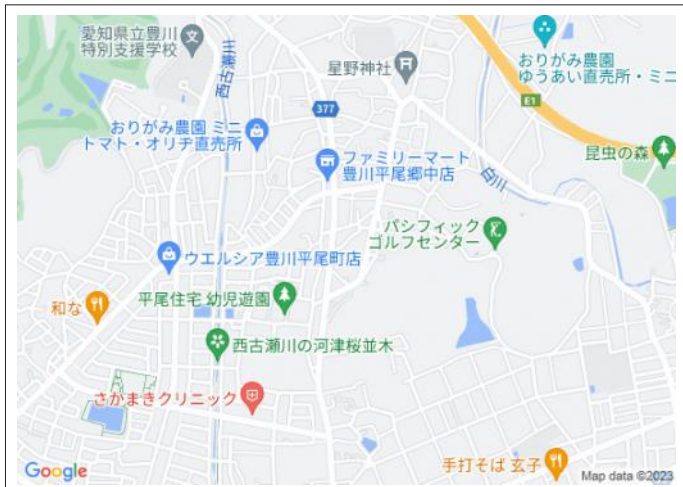 愛知県立豊川
特別支援学校
西古瀬川
星野神社
おりがみ農園
ゆうあい直売所・ミニ
E1
377
おりがみ農園 ミニ
トマト・オリヂ直売所
ファミリーマート
豊川平尾郷中店
昆虫の森
白川
パシフィック
ゴルフセンター
ウエルシア豊川平尾町店
平尾住宅 幼児遊園
和な
西古瀬川の河津桜並木
さかまきクリニック
手打そば 玄子
Google
Map data ©2023